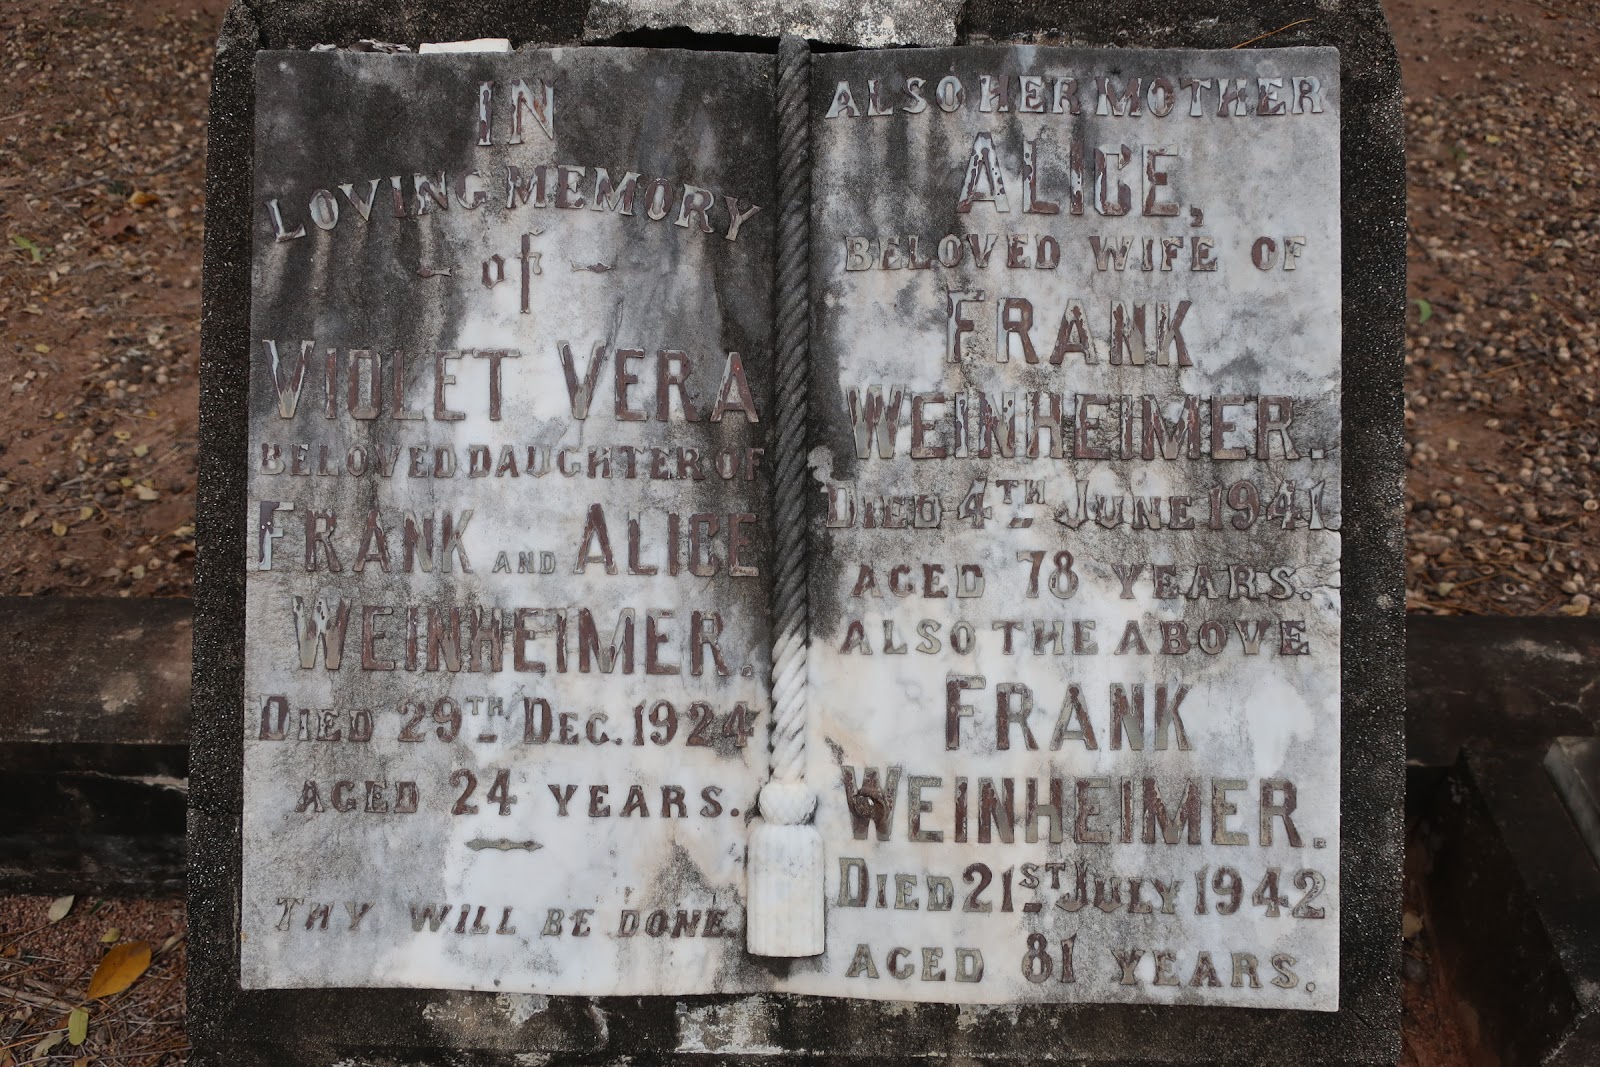 IN
LOVING MEMORY
of
VIOLET VERA
BELOVED DAUGHTER OF
FRANK AND ALICE
WEINHEIMER.
DIED 29TH DEC. 1924
AGED 24 YEARS.
THY WILL BE DONE.
ALSO HER MOTHER
ALICE,
BELOVED WIFE OF
FRANK
WEINHEIMER.
DIED 4TH JUNE 1941
AGED 78 YEARS.
ALSO THE ABOVE
FRANK
WEINHEIMER.
DIED 21ST JULY 1942
AGED 81 YEARS.